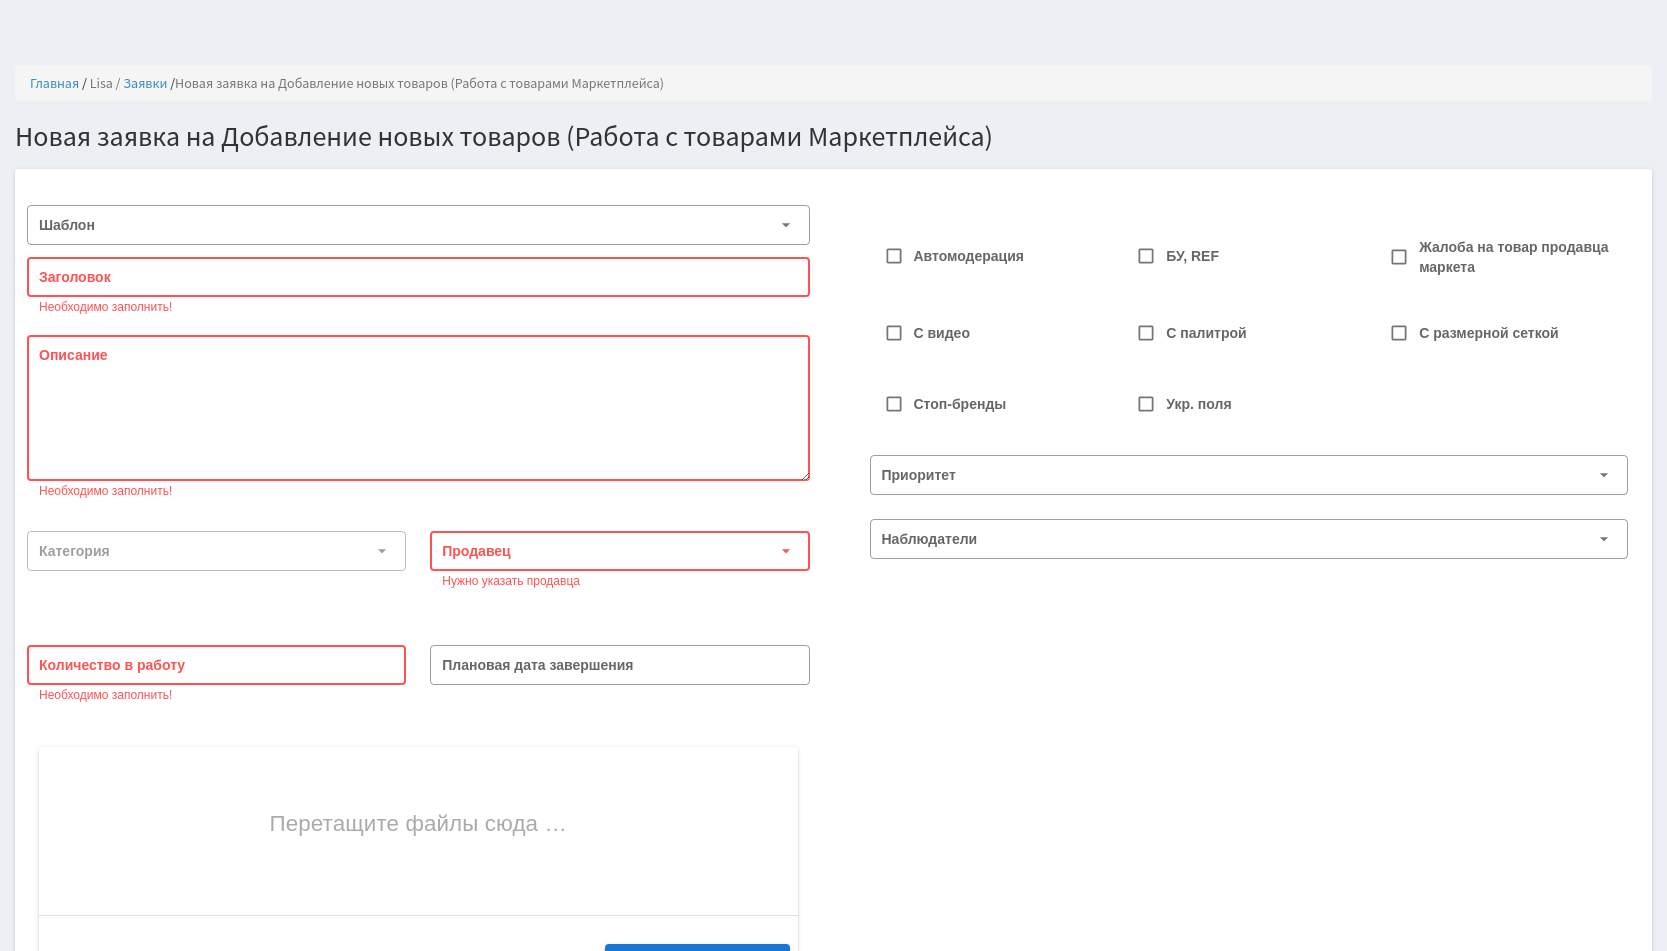 Главная / Lisa / Заявки /Новая заявка на Добавление новых товаров (Работа с товарами Маркетплейса)
Новая заявка на Добавление новых товаров (Работа с товарами Маркетплейса)
Шаблон
Заголовок
Необходимо заполнить!
Описание
Необходимо заполнить!
Категория
Продавец
Нужно указать продавца
Количество в работу
Необходимо заполнить!
Плановая дата завершения
Перетащите файлы сюда …
Автомодерация
БУ, REF
Жалоба на товар продавца
маркета
С видео
С палитрой
С размерной сеткой
Стоп-бренды
Укр. поля
Приоритет
Наблюдатели